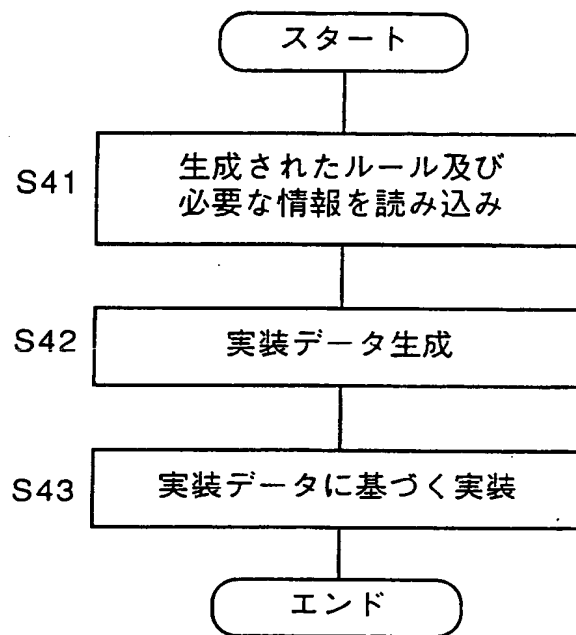 スタート
S41
生成されたルール及び
必要な情報を読み込み
S42
実装データ生成
S43
実装データに基づく実装
エンド